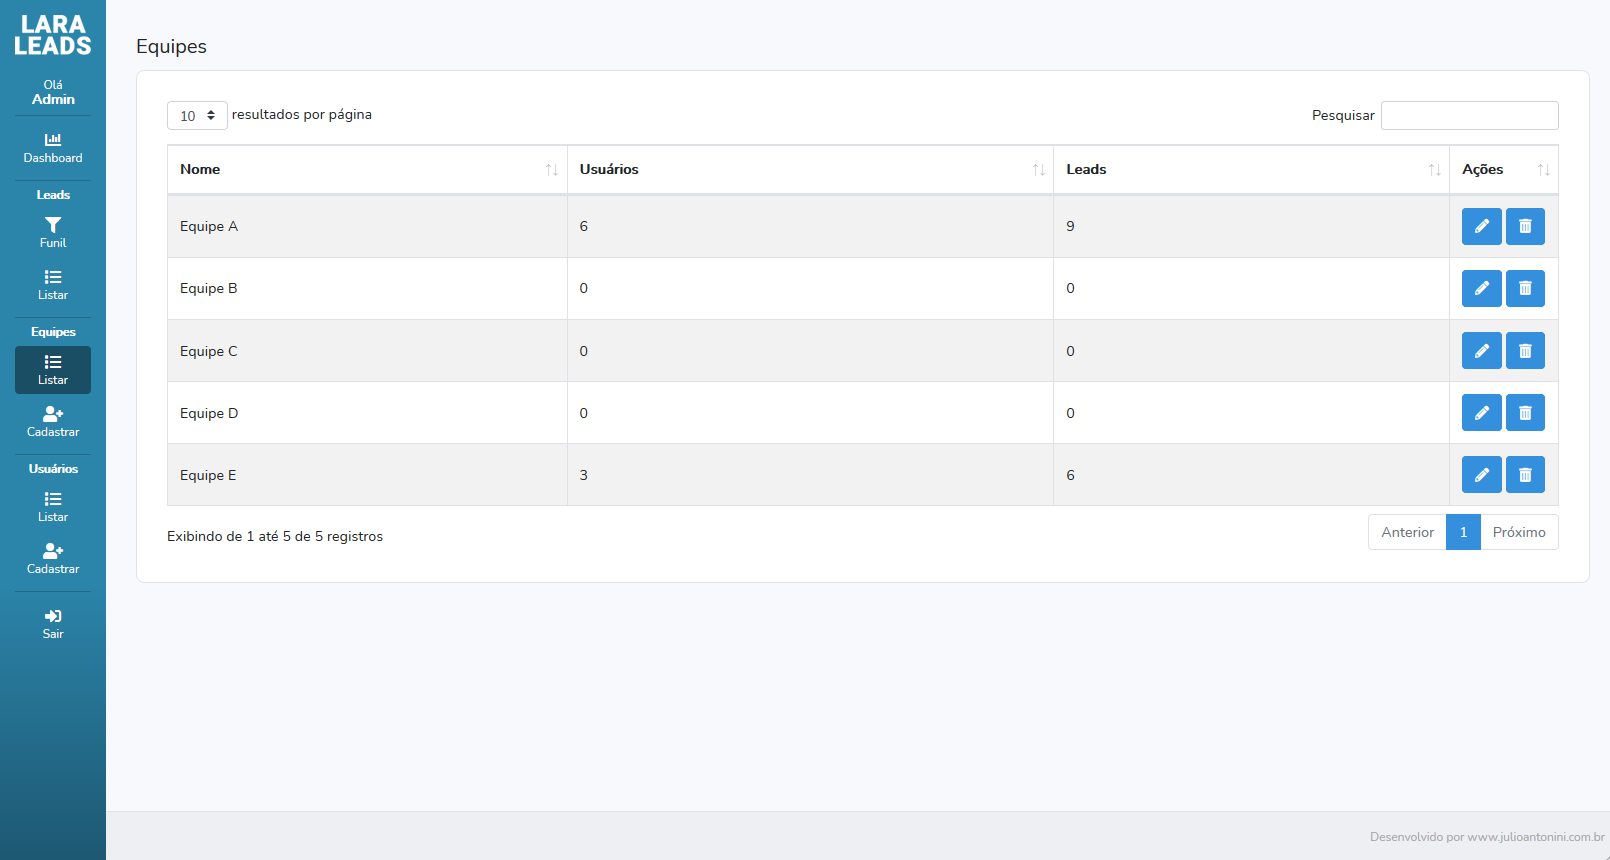 LARA
LEADS
Olá
Admin
Dashboard
Leads
Funil
Listar
Equipes
Listar
Cadastrar
Usuários
Listar
Cadastrar
Sair
Equipes
10 resultados por página
Pesquisar
Nome Usuários Leads Ações
Equipe A 6 9
Equipe B 0 0
Equipe C 0 0
Equipe D 0 0
Equipe E 3 6
Exibindo de 1 até 5 de 5 registros
Anterior 1 Próximo
Desenvolvido por www.julioantonini.com.br